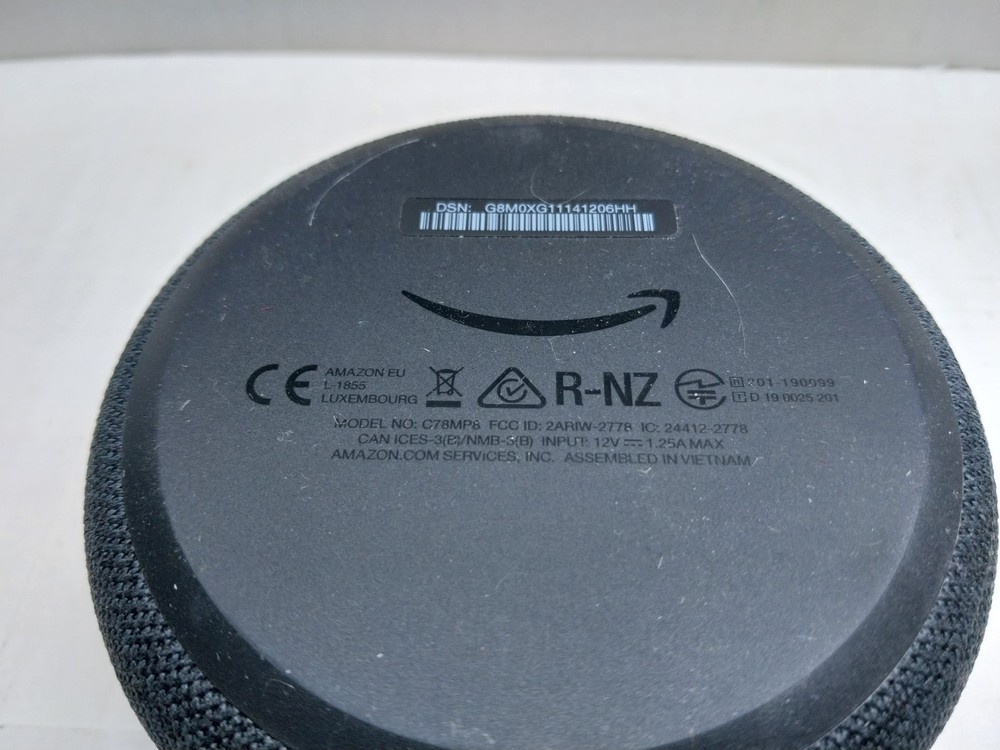 DSN: G8M0XG11141206HH
CE AMAZON EU
L-1855
LUXEMBOURG
R-NZ
R 201-190099
T D 19 0025 201
MODEL NO: C78MP8 FCC ID: 2ARIW-2778 IC: 24412-2778
CAN ICES-3(B)/NMB-3(B) INPUT: 12V ⎓ 1.25A MAX
AMAZON.COM SERVICES, INC. ASSEMBLED IN VIETNAM